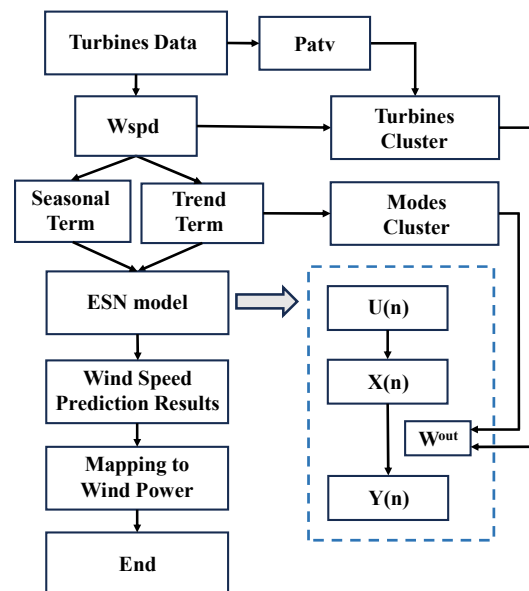 Turbines Data
Patv
Wspd
Turbines
Cluster
Seasonal
Term
Trend
Term
Modes
Cluster
ESN model
U(n)
Wind Speed
Prediction Results
X(n)
W^out
Mapping to
Wind Power
Y(n)
End